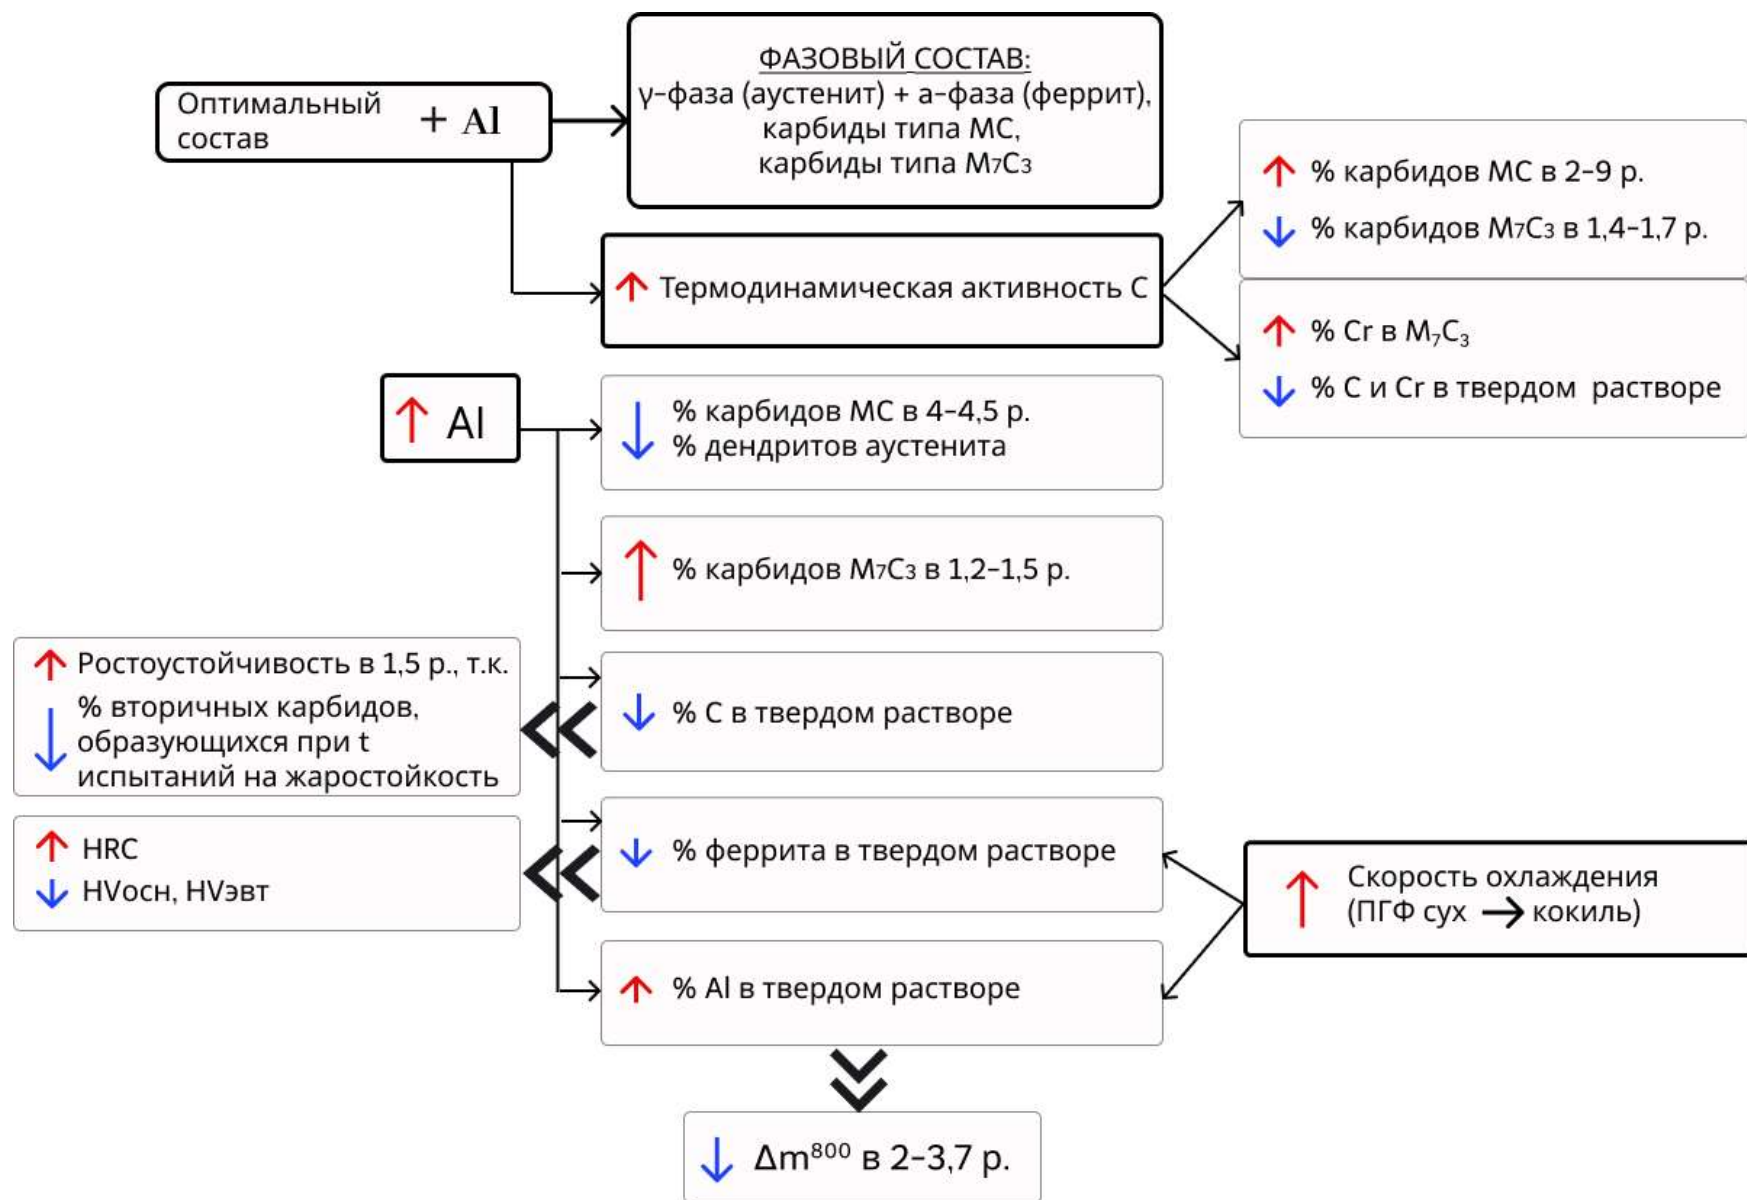 Оптимальный
состав
+ Al
ФАЗОВЫЙ СОСТАВ:
γ-фаза (аустенит) + а-фаза (феррит),
карбиды типа МС,
карбиды типа М7С3
% карбидов МС в 2-9 р.
% карбидов М7С3 в 1,4-1,7 р.
Термодинамическая активность С
% Cr в M₇C₃
% С и Cr в твердом растворе
Al
% карбидов МС в 4-4,5 р.
% дендритов аустенита
% карбидов М7С3 в 1,2-1,5 р.
Ростоустойчивость в 1,5 р., т.к.
% вторичных карбидов,
образующихся при t
испытаний на жаростойкость
% С в твердом растворе
HRC
HVосн, HVэвт
% феррита в твердом растворе
Скорость охлаждения
(ПГФ сух → кокиль)
% Al в твердом растворе
Δm⁸⁰⁰ в 2-3,7 р.